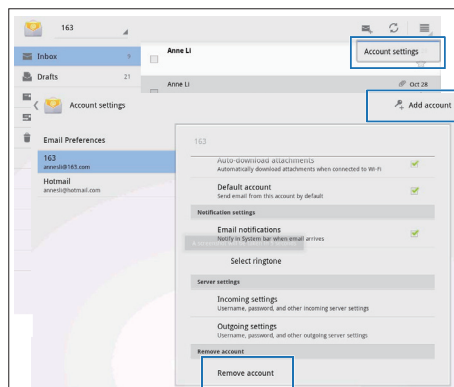 163
Inbox 9
Anne Li
Account settings
Drafts 21
Anne Li Oct 28
Account settings
Add account
Email Preferences
163
annesli@163.com
Hotmail
annesli@hotmail.com
163
Auto-download attachments
Automatically download attachments when connected to Wi-Fi
Default account
Send email from this account by default
Notification settings
Email notifications
Notify in System bar when email arrives
Select ringtone
Server settings
Incoming settings
Username, password, and other incoming server settings
Outgoing settings
Username, password, and other outgoing server settings
Remove account
Remove account